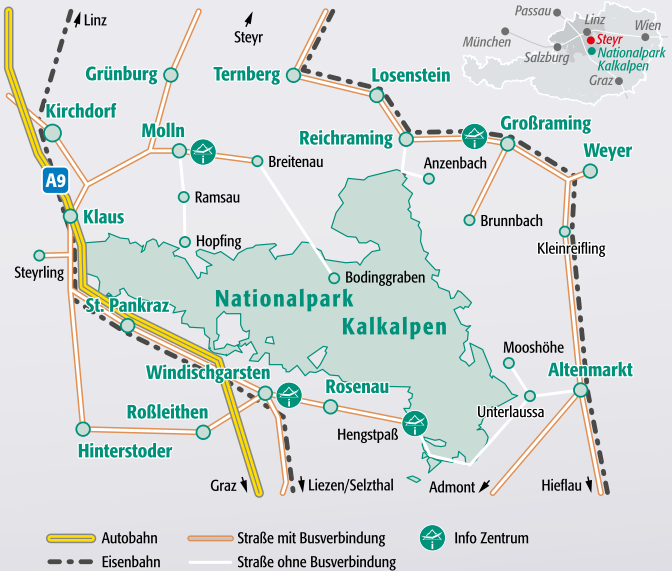 Linz
Steyr
Passau
Linz
Wien
Steyr
München
Nationalpark
Kalkalpen
Salzburg
Graz
Grünburg
Ternberg
Losenstein
Kirchdorf
Molln
Reichraming
Großraming
Breitenau
Anzenbach
Weyer
A9
Ramsau
Klaus
Brunnbach
Hopfing
Kleinreifling
Steyrling
Bodinggraben
Nationalpark
Kalkalpen
St. Pankraz
Mooshöhe
Windischgarsten
Rosenau
Altenmarkt
Roßleithen
Hengstpaß
Unterlaussa
Hinterstoder
Graz
Liezen/Selzthal
Admont
Hieflau
Autobahn
Straße mit Busverbindung
Info Zentrum
Eisenbahn
Straße ohne Busverbindung